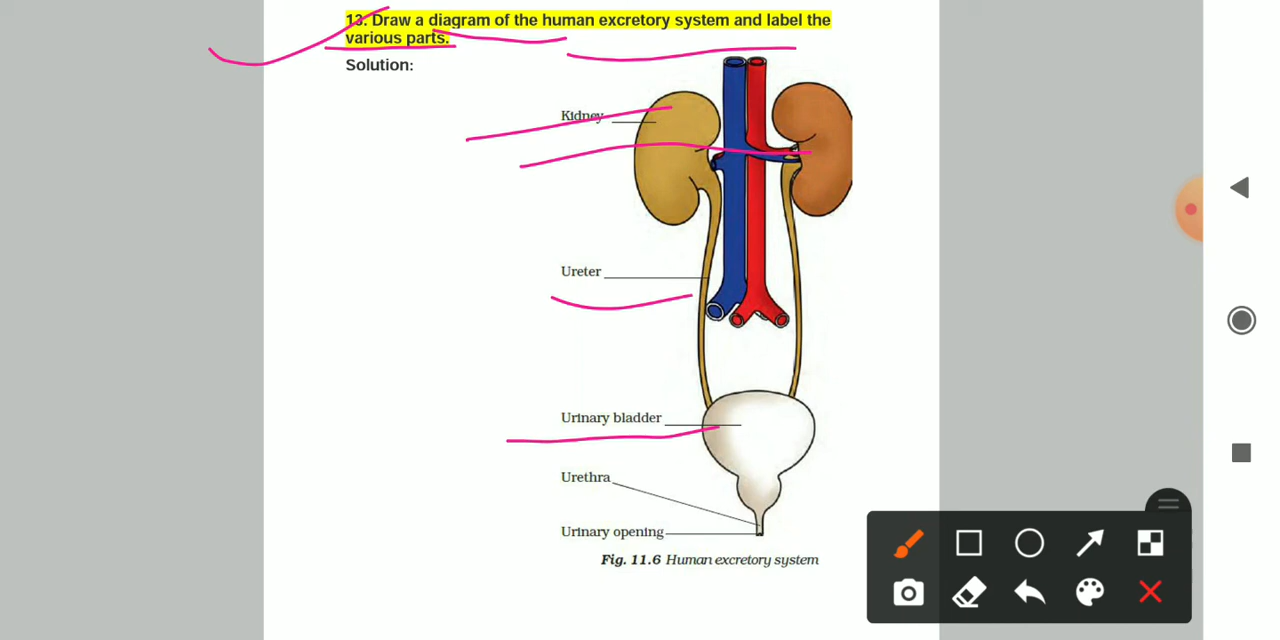 13. Draw a diagram of the human excretory system and label the
various parts.
Solution:
Kidney
Ureter
Urinary bladder
Urethra
Urinary opening
Fig. 11.6 Human excretory system